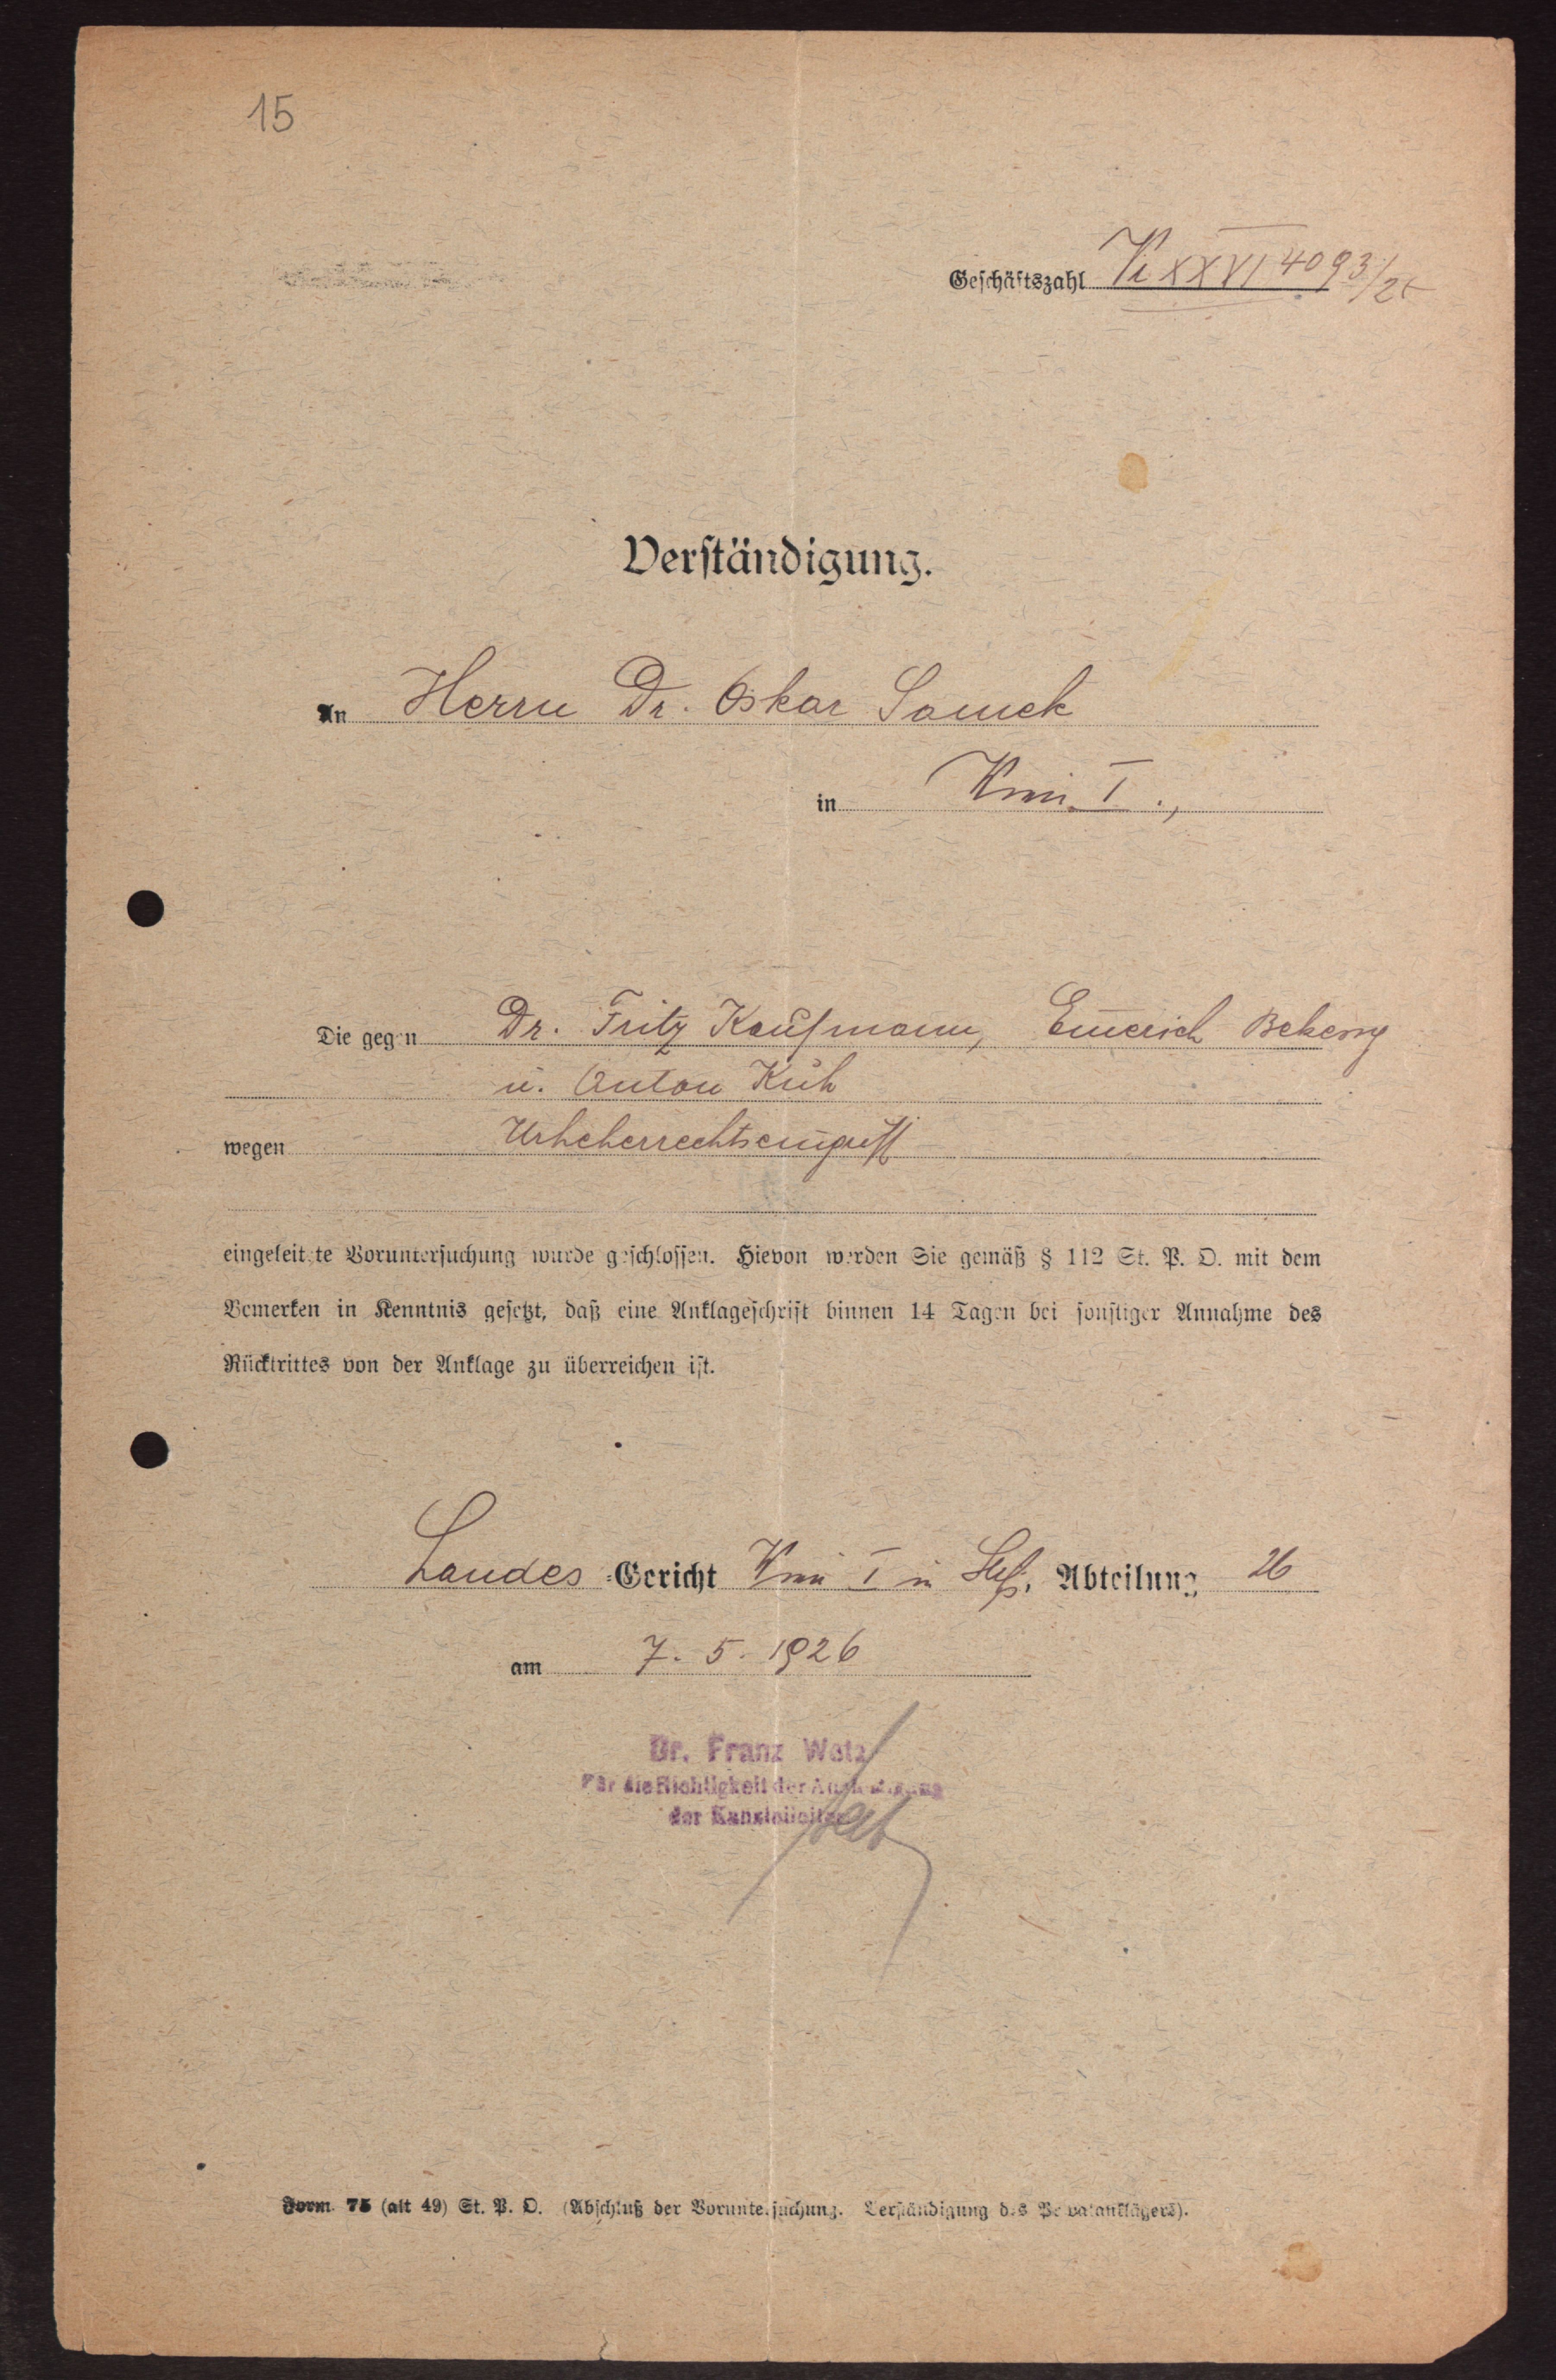 15
Geschäftszahl Vr XXVI 4093/25
Verständigung.
An Herrn Dr. Oskar Samek
in Wien I.,
Die gegen Dr. Fritz Kaufmann, Emerich Bekessy
u. Anton Kuh
wegen Urheberrechtseingriff
eingeleitete Voruntersuchung wurde geschlossen. Hievon werden Sie gemäß § 112 St. P. O. mit dem
Bemerken in Kenntnis gesetzt, daß eine Anklageschrift binnen 14 Tagen bei sonstiger Annahme des
Rücktrittes von der Anklage zu überreichen ist.
Landes-Gericht Wien I in Stfs. Abteilung 26
am 7. 5. 1926
Dr. Franz
Für die Richtigkeit der Ausfertigung
der Kanzleileiter
Form. 75 (alt 49) St. P. O. (Abschluß der Voruntersuchung. Verständigung des Privatanklägers).